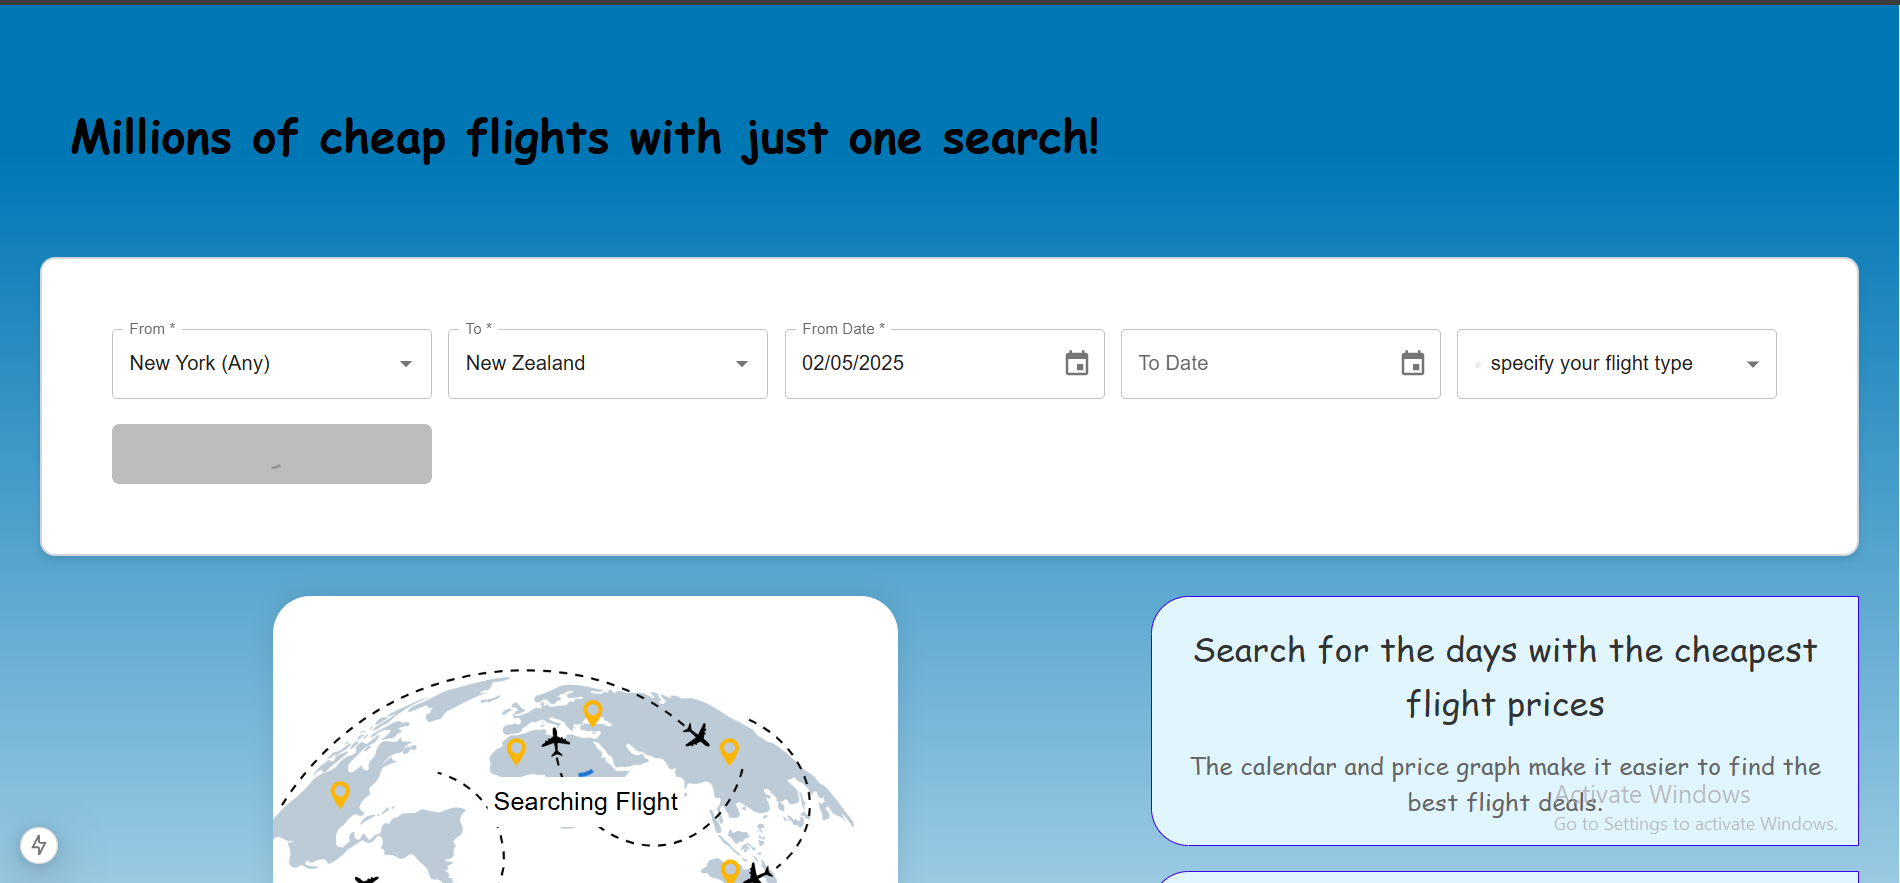 Millions of cheap flights with just one search!
From *
New York (Any)
To *
New Zealand
From Date *
02/05/2025
To Date
specify your flight type
Searching Flight
Search for the days with the cheapest
flight prices
The calendar and price graph make it easier to find the
best flight deals.
Activate Windows
Go to Settings to activate Windows.